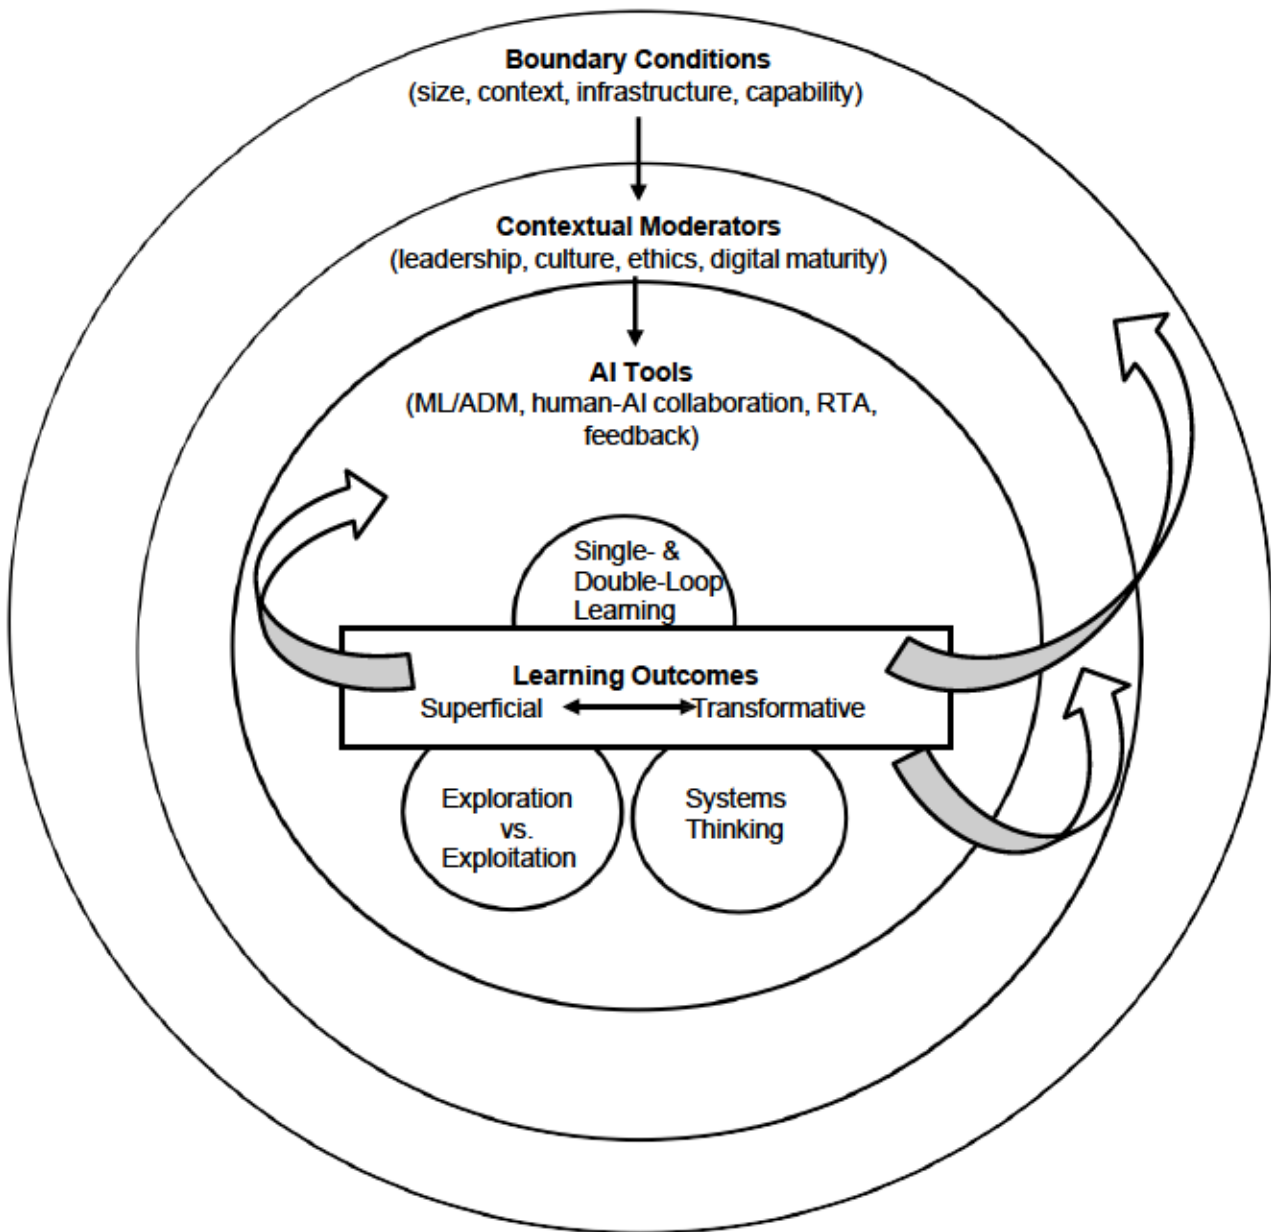 Boundary Conditions
(size, context, infrastructure, capability)
Contextual Moderators
(leadership, culture, ethics, digital maturity)
AI Tools
(ML/ADM, human-AI collaboration, RTA,
feedback)
Single- &
Double-Loop
Learning
Learning Outcomes
Superficial Transformative
Exploration
vs.
Exploitation
Systems
Thinking